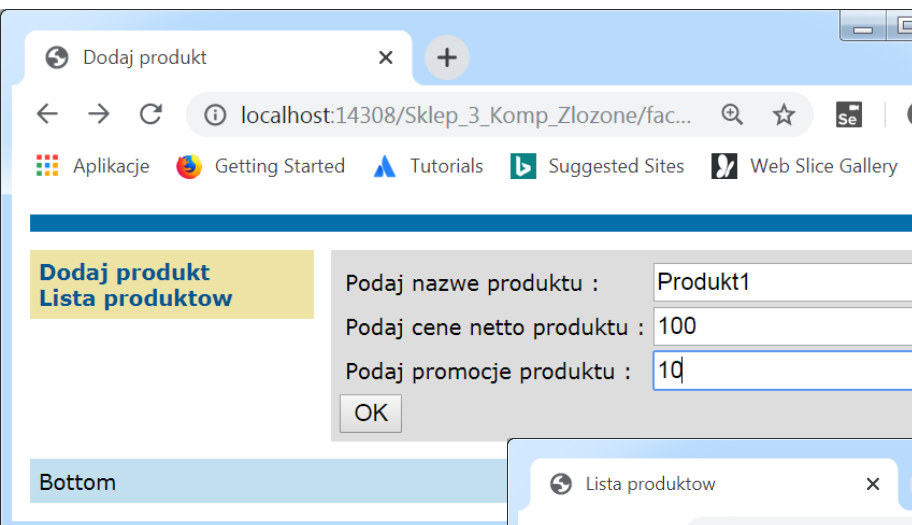 Dodaj produkt
localhost:14308/Sklep_3_Komp_Zlozone/fac...
Se
Aplikacje Getting Started Tutorials Suggested Sites Web Slice Gallery
Dodaj produkt
Lista produktow
Podaj nazwe produktu : Produkt1
Podaj cene netto produktu : 100
Podaj promocje produktu : 10
OK
Bottom
Lista produktow